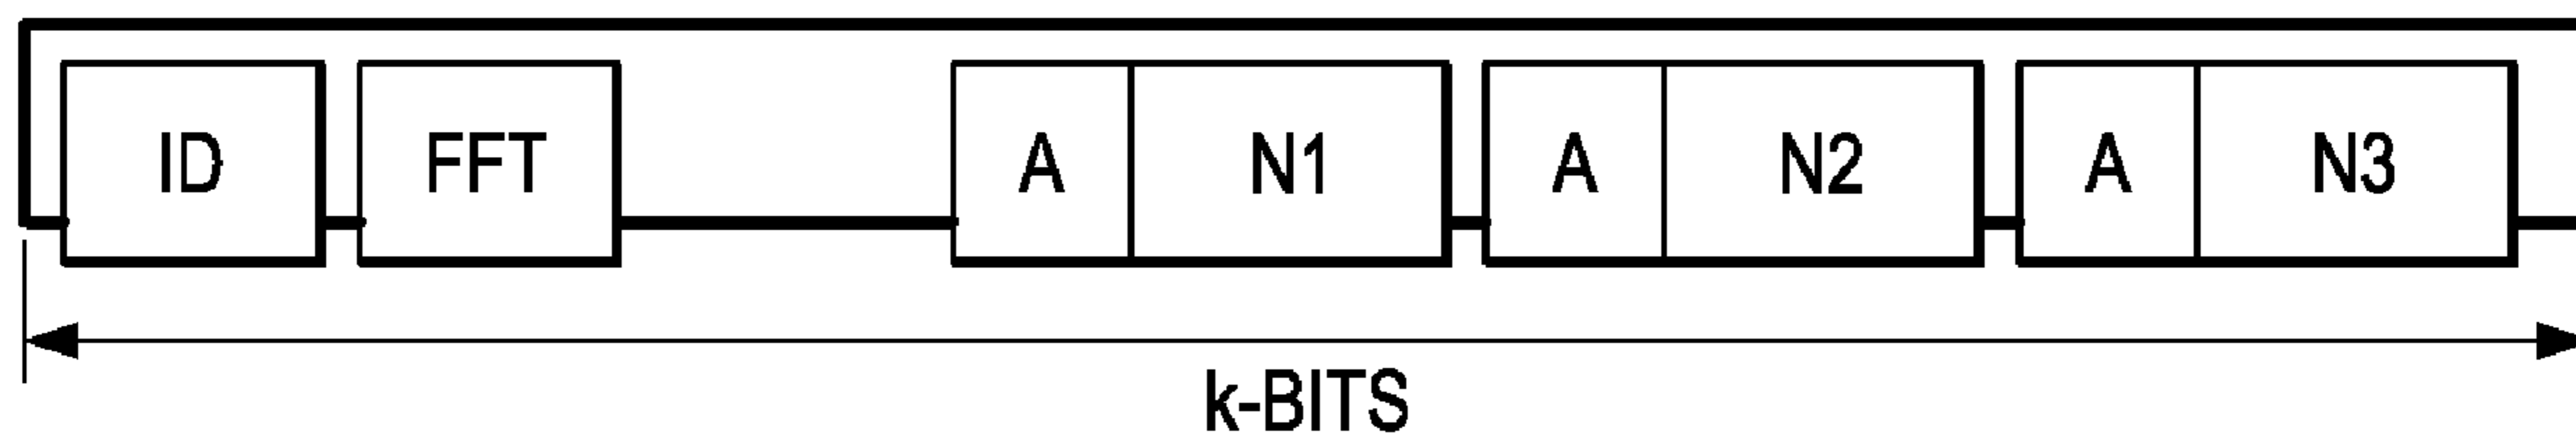 ID FFT A N1 A N2 A N3
k-BITS